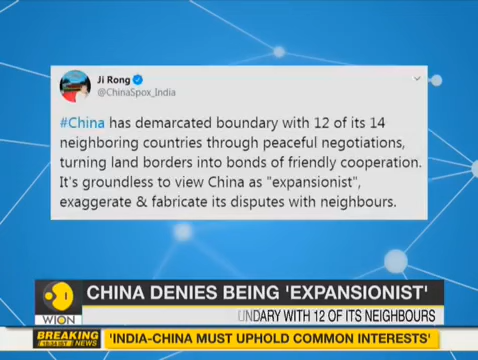 Ji Rong
@ChinaSpox_India
#China has demarcated boundary with 12 of its 14
neighboring countries through peaceful negotiations,
turning land borders into bonds of friendly cooperation.
It's groundless to view China as "expansionist",
exaggerate & fabricate its disputes with neighbours.
CHINA DENIES BEING 'EXPANSIONIST'
UNDARY WITH 12 OF ITS NEIGHBOURS
WION
BREAKING
NEWS
'INDIA-CHINA MUST UPHOLD COMMON INTERESTS'